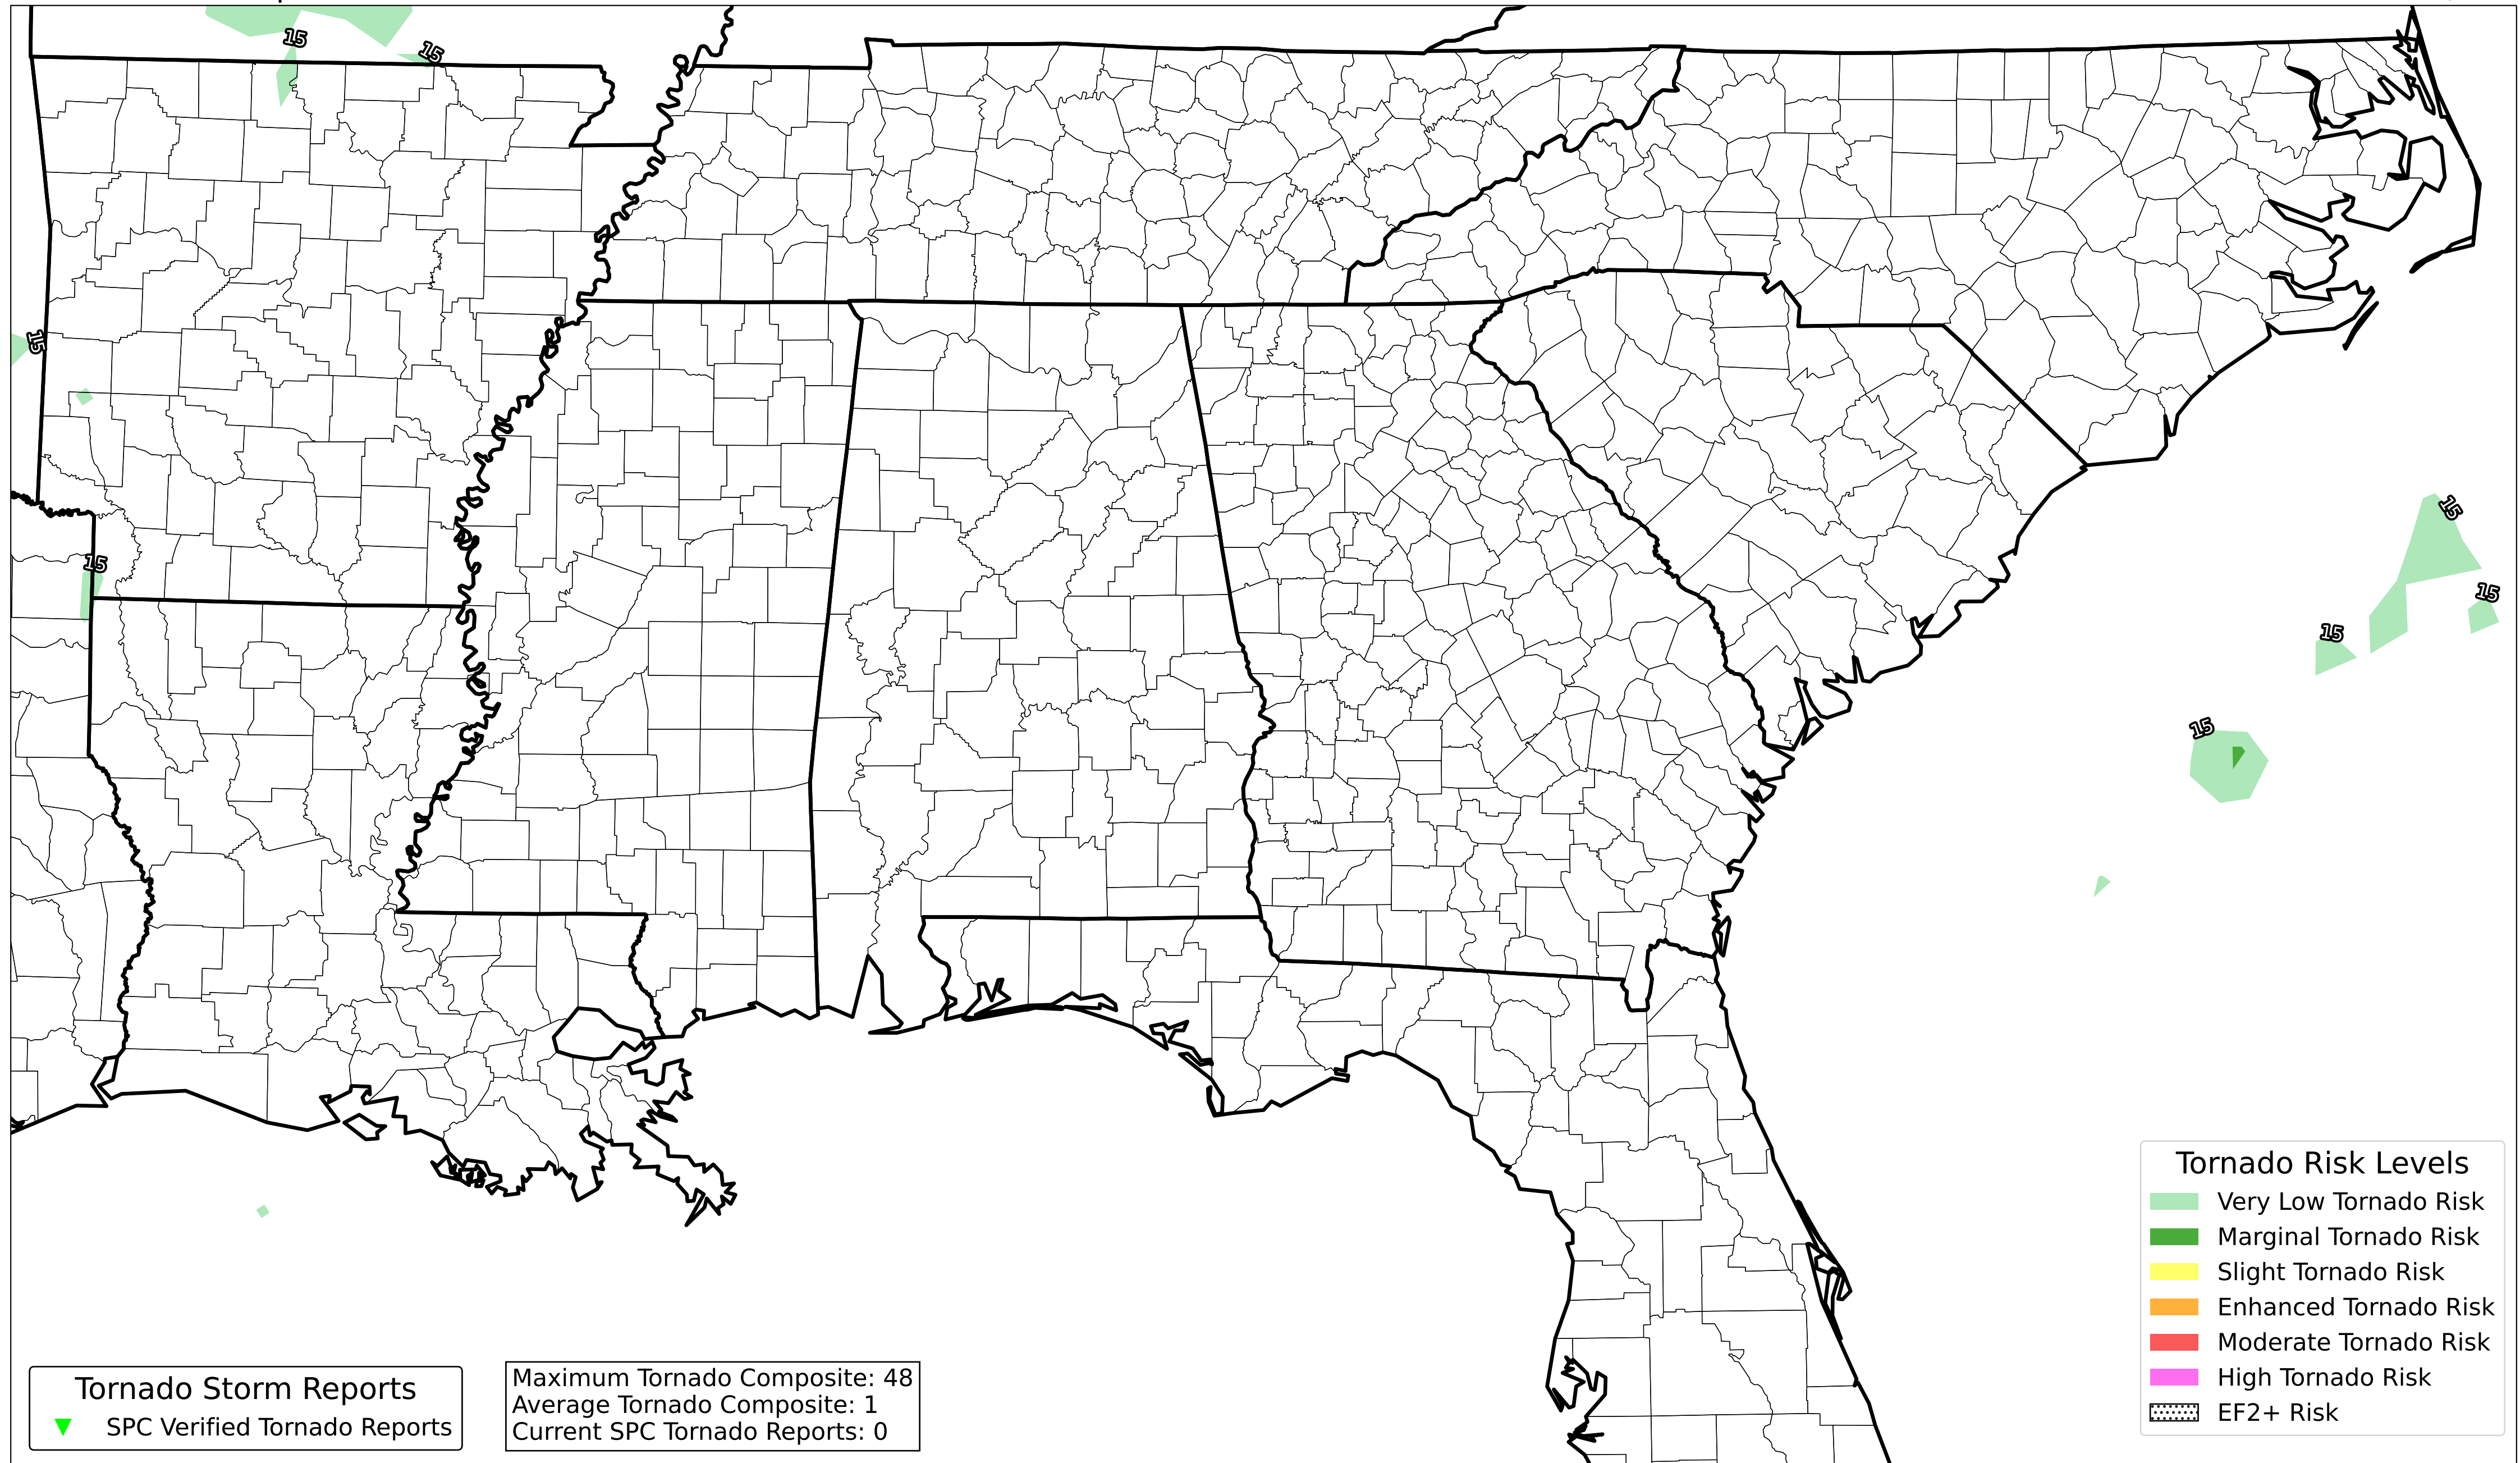 15
15
15
15
15
15
15
15
Tornado Risk Levels
Very Low Tornado Risk
Marginal Tornado Risk
Slight Tornado Risk
Enhanced Tornado Risk
Moderate Tornado Risk
High Tornado Risk
EF2+ Risk
Tornado Storm Reports
SPC Verified Tornado Reports
Maximum Tornado Composite: 48
Average Tornado Composite: 1
Current SPC Tornado Reports: 0